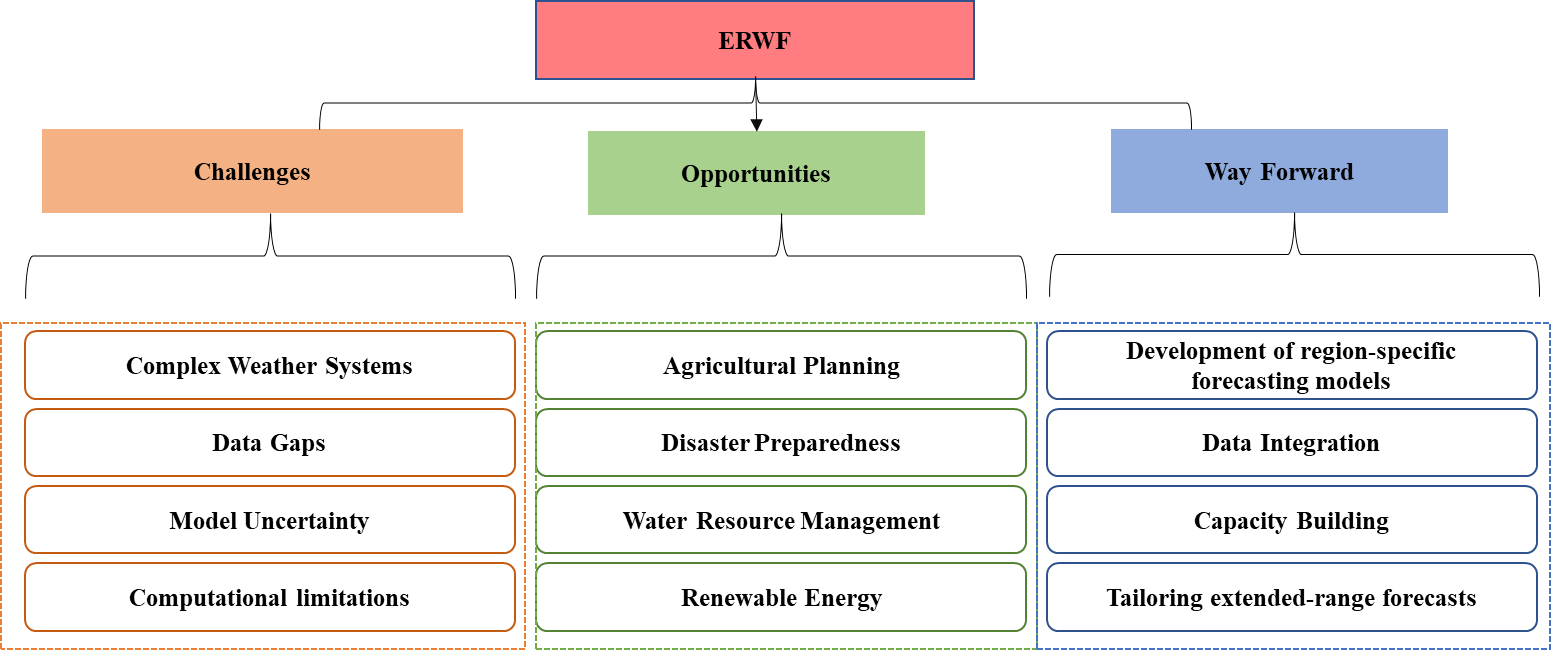 ERWF
Challenges
Opportunities
Way Forward
Complex Weather Systems
Data Gaps
Model Uncertainty
Computational limitations
Agricultural Planning
Disaster Preparedness
Water Resource Management
Renewable Energy
Development of region-specific
forecasting models
Data Integration
Capacity Building
Tailoring extended-range forecasts